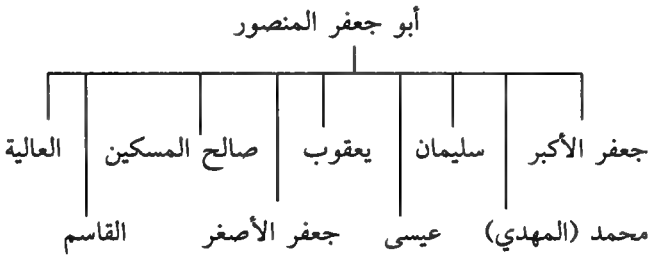 أبو جعفر المنصور
جعفر الأكبر سليمان يعقوب صالح المسكين العالية
محمد (المهدي) عيسى جعفر الأصغر القاسم